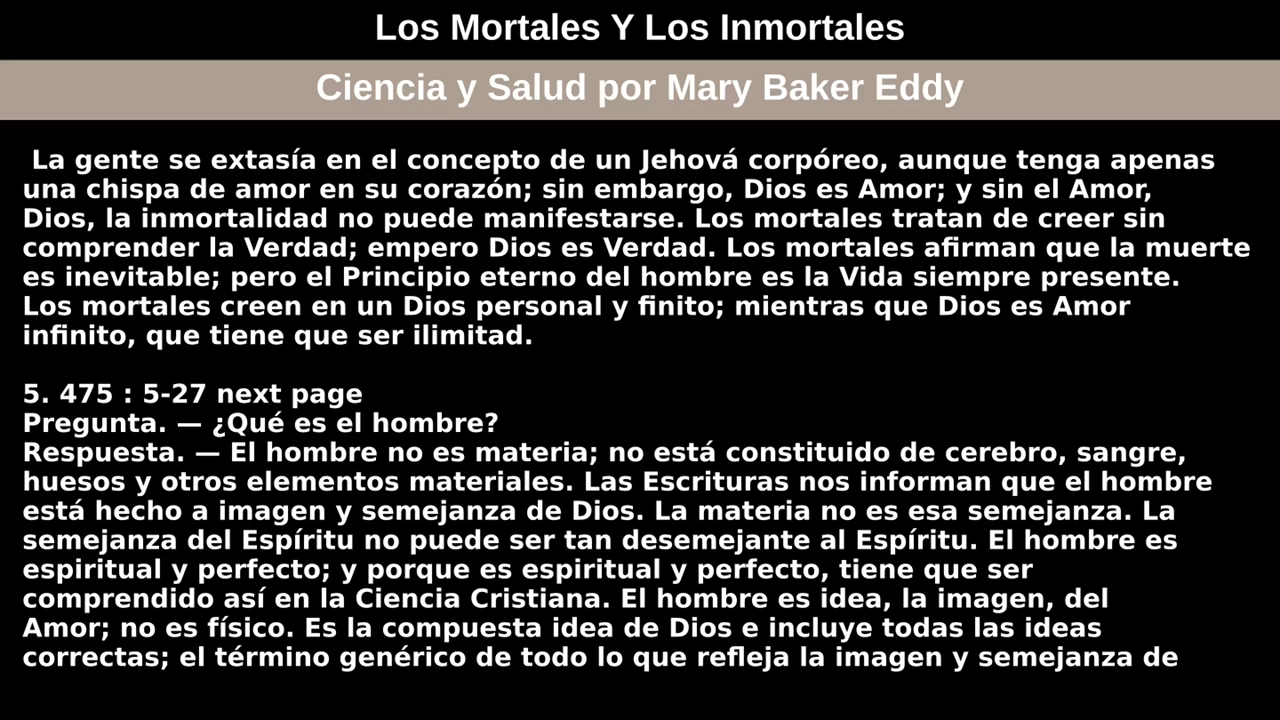 Los Mortales Y Los Inmortales
Ciencia y Salud por Mary Baker Eddy
La gente se extasía en el concepto de un Jehová corpóreo, aunque tenga apenas
una chispa de amor en su corazón; sin embargo, Dios es Amor; y sin el Amor,
Dios, la inmortalidad no puede manifestarse. Los mortales tratan de creer sin
comprender la Verdad; empero Dios es Verdad. Los mortales afirman que la muerte
es inevitable; pero el Principio eterno del hombre es la Vida siempre presente.
Los mortales creen en un Dios personal y finito; mientras que Dios es Amor
infinito, que tiene que ser ilimitad.
5. 475 : 5-27 next page
Pregunta. — ¿Qué es el hombre?
Respuesta. — El hombre no es materia; no está constituido de cerebro, sangre,
huesos y otros elementos materiales. Las Escrituras nos informan que el hombre
está hecho a imagen y semejanza de Dios. La materia no es esa semejanza. La
semejanza del Espíritu no puede ser tan desemejante al Espíritu. El hombre es
espiritual y perfecto; y porque es espiritual y perfecto, tiene que ser
comprendido así en la Ciencia Cristiana. El hombre es idea, la imagen, del
Amor; no es físico. Es la compuesta idea de Dios e incluye todas las ideas
correctas; el término genérico de todo lo que refleja la imagen y semejanza de